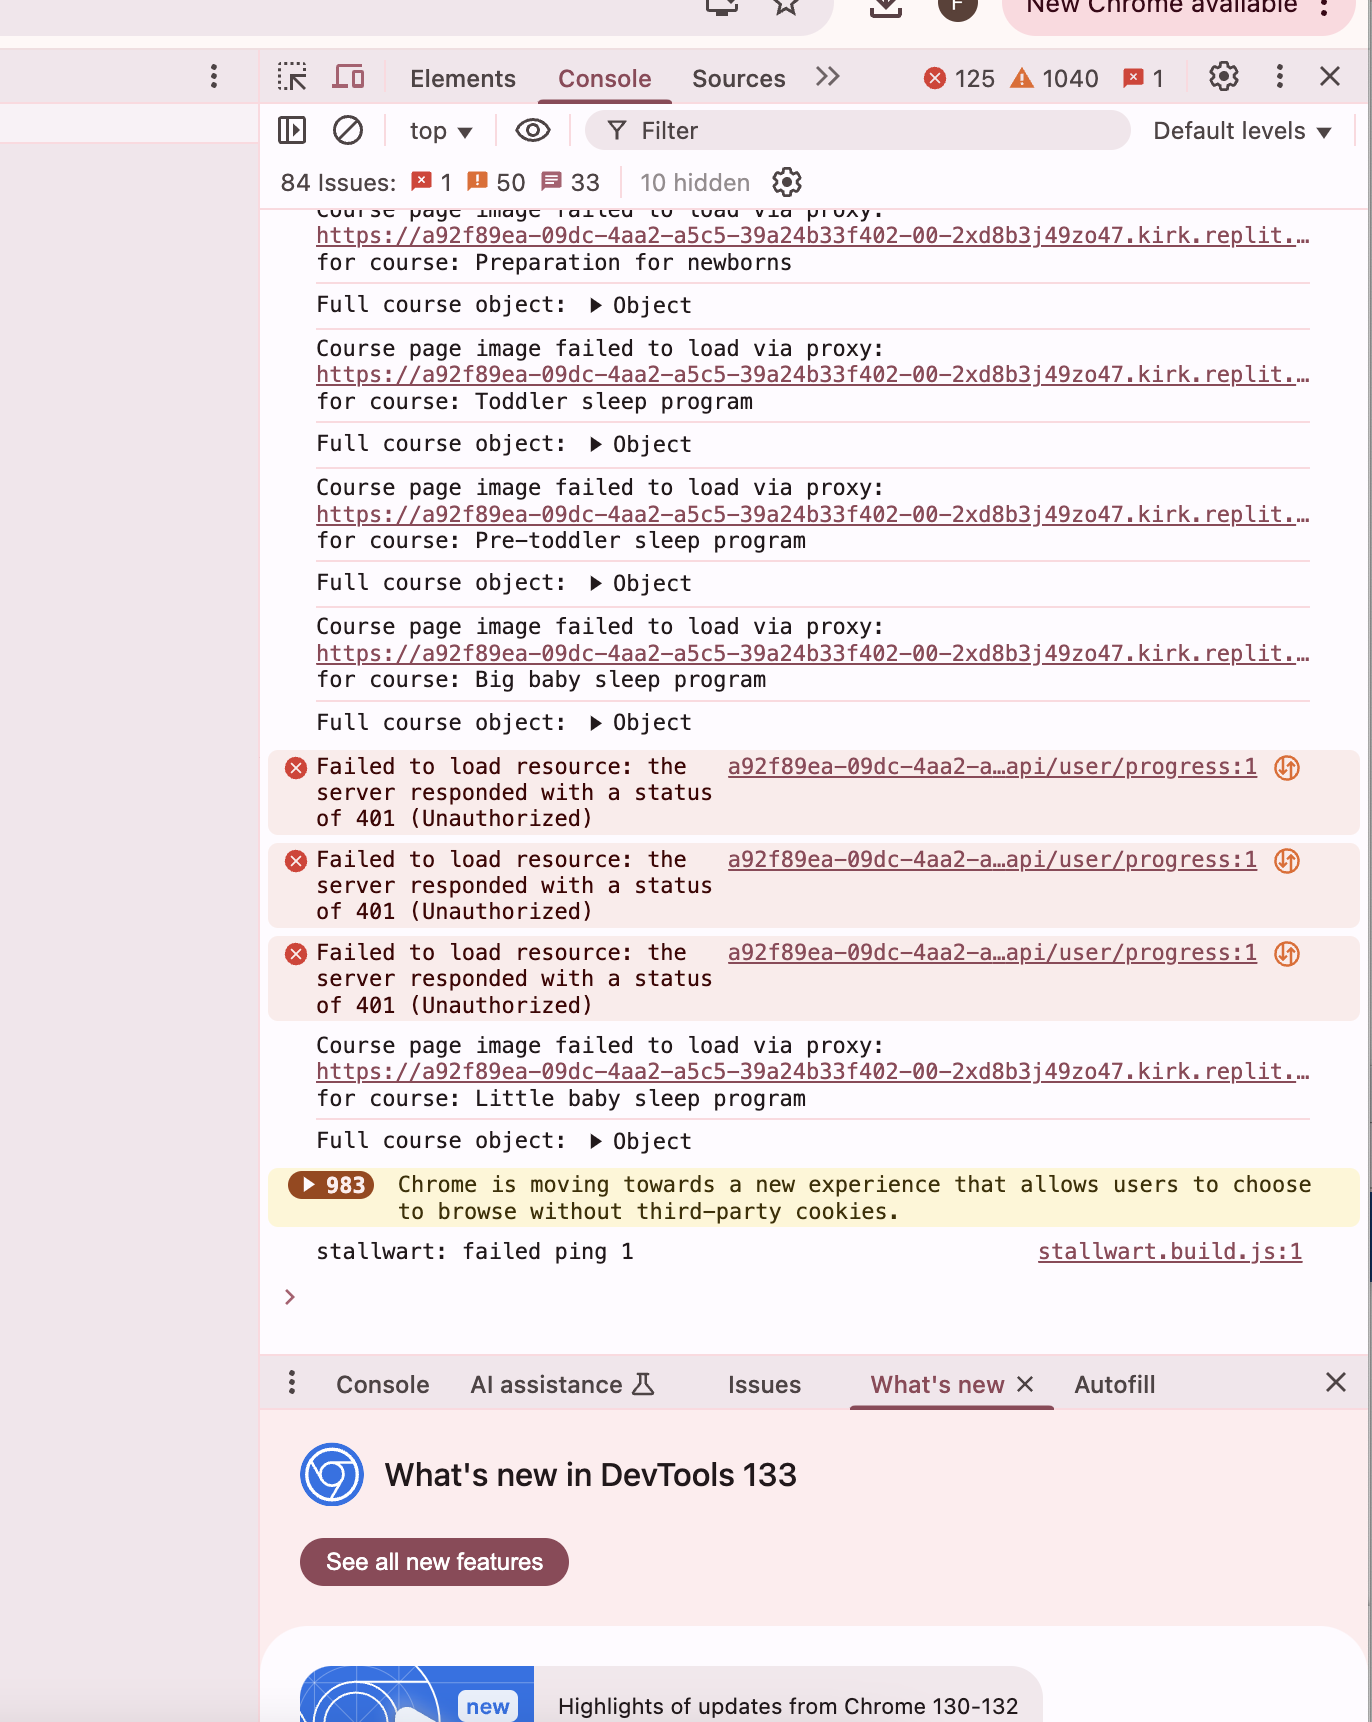 F
New Chrome available
Elements
Console
Sources
125
1040
1
top
Filter
Default levels
84 Issues:
1
50
33
10 hidden
Course page image failed to load via proxy:
https://a92f89ea-09dc-4aa2-a5c5-39a24b33f402-00-2xd8b3j49zo47.kirk.replit.…
for course: Preparation for newborns
Full course object: Object
Course page image failed to load via proxy:
https://a92f89ea-09dc-4aa2-a5c5-39a24b33f402-00-2xd8b3j49zo47.kirk.replit.…
for course: Toddler sleep program
Full course object: Object
Course page image failed to load via proxy:
https://a92f89ea-09dc-4aa2-a5c5-39a24b33f402-00-2xd8b3j49zo47.kirk.replit.…
for course: Pre-toddler sleep program
Full course object: Object
Course page image failed to load via proxy:
https://a92f89ea-09dc-4aa2-a5c5-39a24b33f402-00-2xd8b3j49zo47.kirk.replit.…
for course: Big baby sleep program
Full course object: Object
Failed to load resource: the a92f89ea-09dc-4aa2-a…api/user/progress:1
server responded with a status
of 401 (Unauthorized)
Failed to load resource: the a92f89ea-09dc-4aa2-a…api/user/progress:1
server responded with a status
of 401 (Unauthorized)
Failed to load resource: the a92f89ea-09dc-4aa2-a…api/user/progress:1
server responded with a status
of 401 (Unauthorized)
Course page image failed to load via proxy:
https://a92f89ea-09dc-4aa2-a5c5-39a24b33f402-00-2xd8b3j49zo47.kirk.replit.…
for course: Little baby sleep program
Full course object: Object
983 Chrome is moving towards a new experience that allows users to choose
to browse without third-party cookies.
stallwart: failed ping 1 stallwart.build.js:1
Console
AI assistance
Issues
What's new
Autofill
What's new in DevTools 133
See all new features
new
Highlights of updates from Chrome 130-132